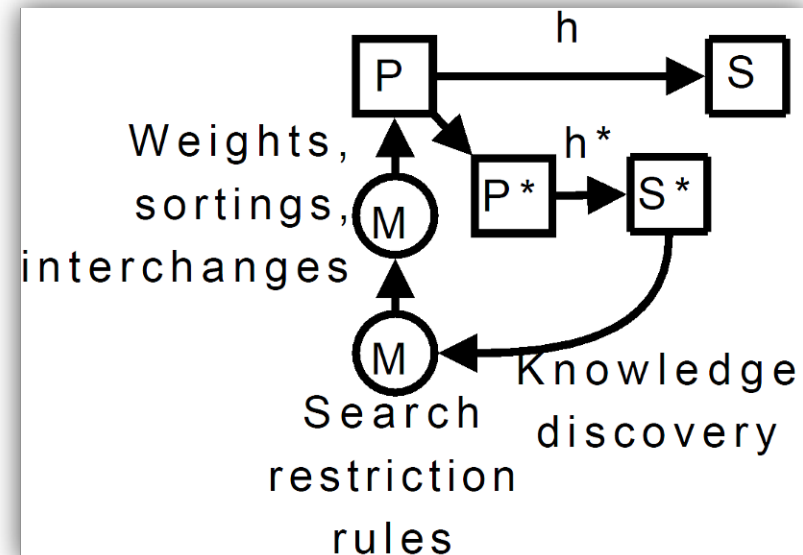 h
P
S
Weights,
sortings,
interchanges
h*
P*
S*
M
M
Knowledge
discovery
Search
restriction
rules